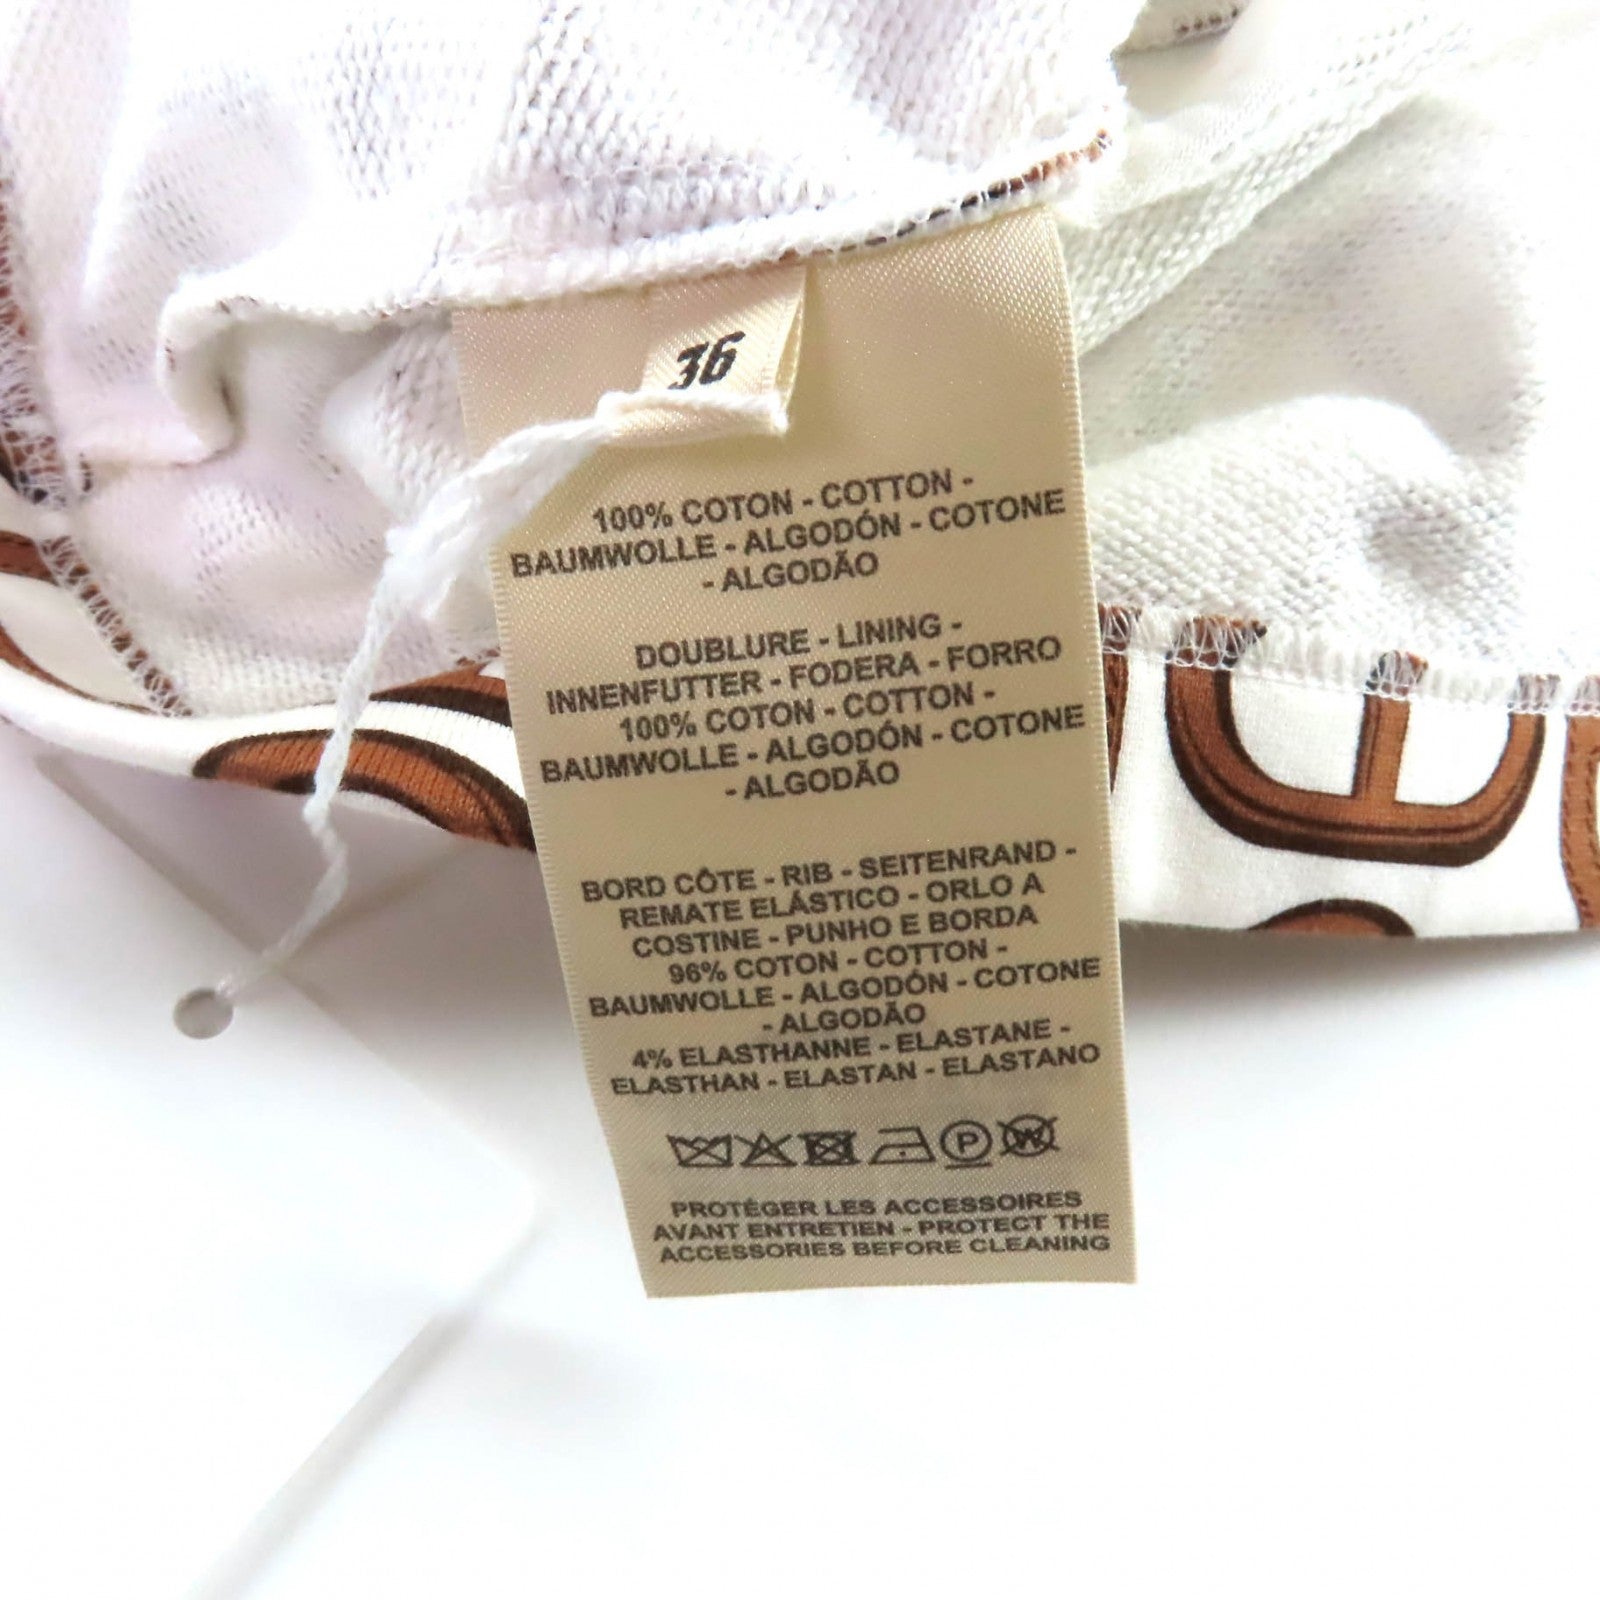 36
100% COTON - COTTON -
BAUMWOLLE - ALGODÓN - COTONE
- ALGODÃO
DOUBLURE - LINING -
INNENFUTTER - FODERA - FORRO
100% COTON - COTTON -
BAUMWOLLE - ALGODÓN - COTONE
- ALGODÃO
BORD CÔTE - RIB - SEITENRAND -
REMATE ELÁSTICO - ORLO A
COSTINE - PUNHO E BORDA
96% COTON - COTTON -
BAUMWOLLE - ALGODÓN - COTONE
- ALGODÃO
4% ELASTHANNE - ELASTANE -
ELASTHAN - ELASTAN - ELASTANO
P W
PROTÉGER LES ACCESSOIRES
AVANT ENTRETIEN - PROTECT THE
ACCESSORIES BEFORE CLEANING